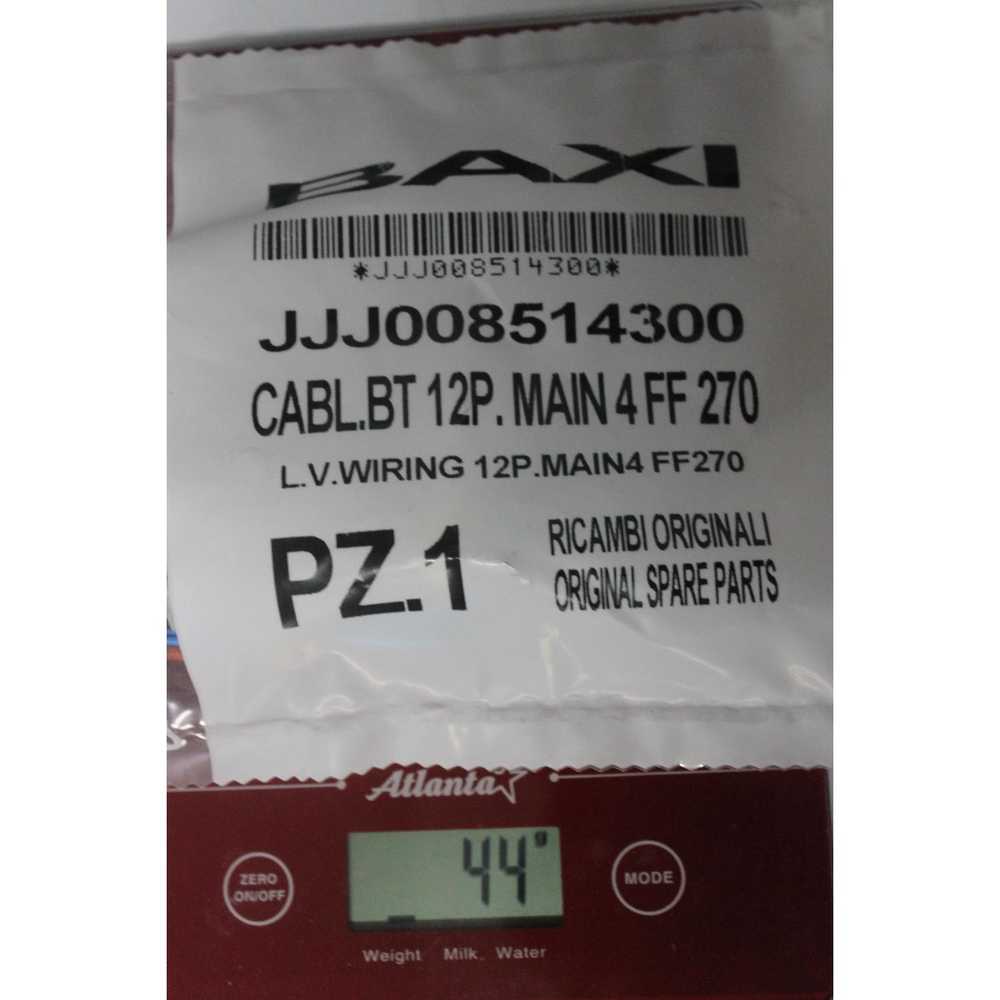 BAXI
*JJJ008514300*
JJJ008514300
CABL.BT 12P. MAIN 4 FF 270
L.V.WIRING 12P.MAIN4 FF270
PZ.1
RICAMBI ORIGINALI
ORIGINAL SPARE PARTS
Atlanta
44 g
ZERO
ON/OFF
MODE
Weight Milk Water